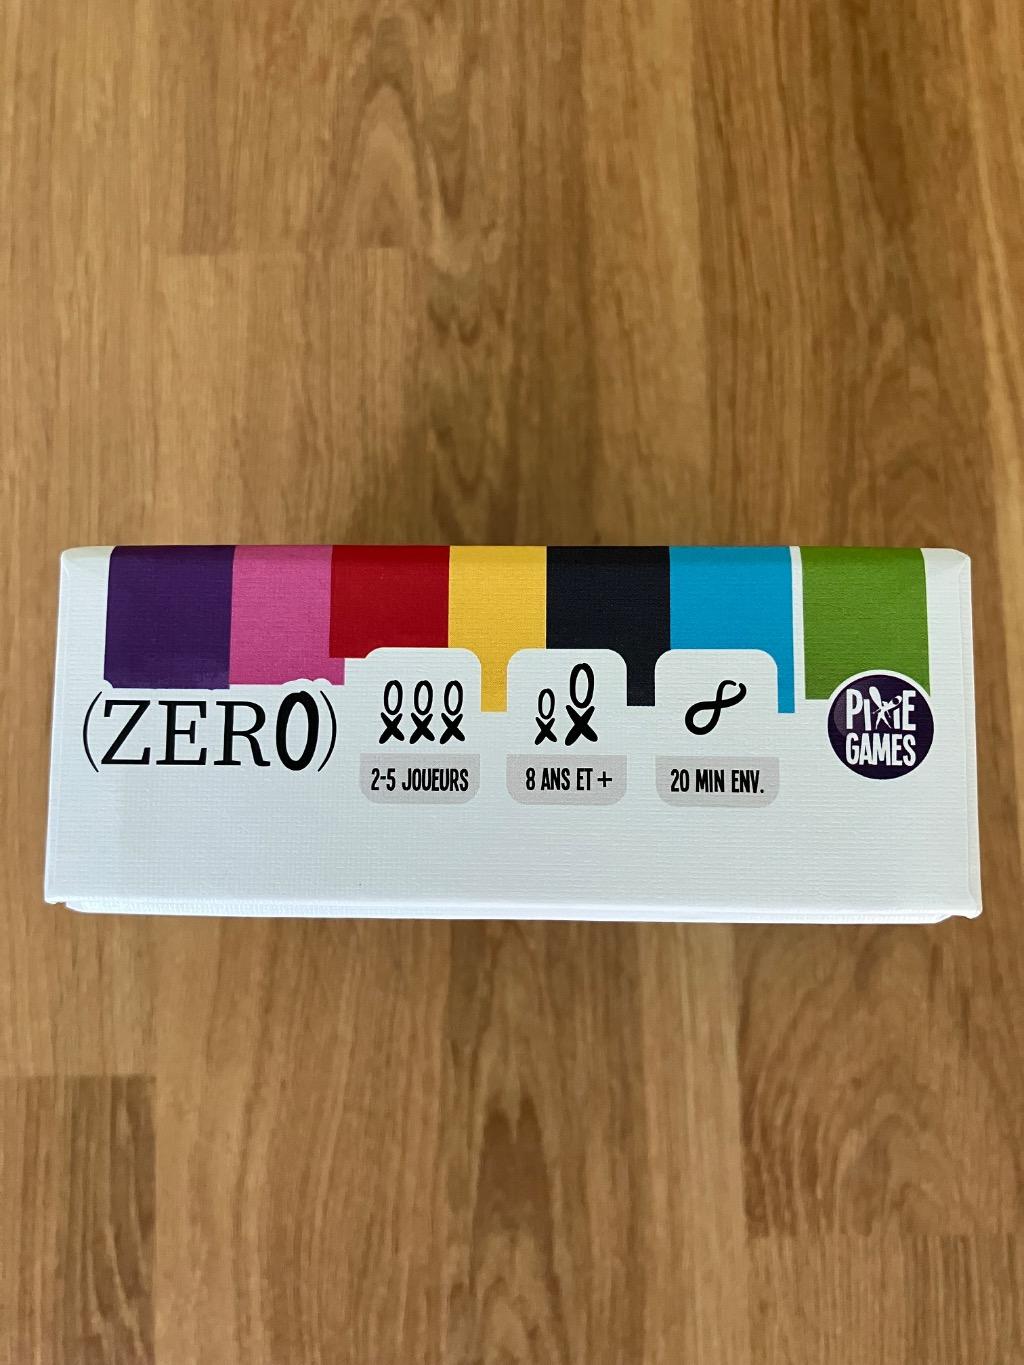 (ZERO)
2-5 JOUEURS
8 ANS ET +
20 MIN ENV.
PIXIE
GAMES